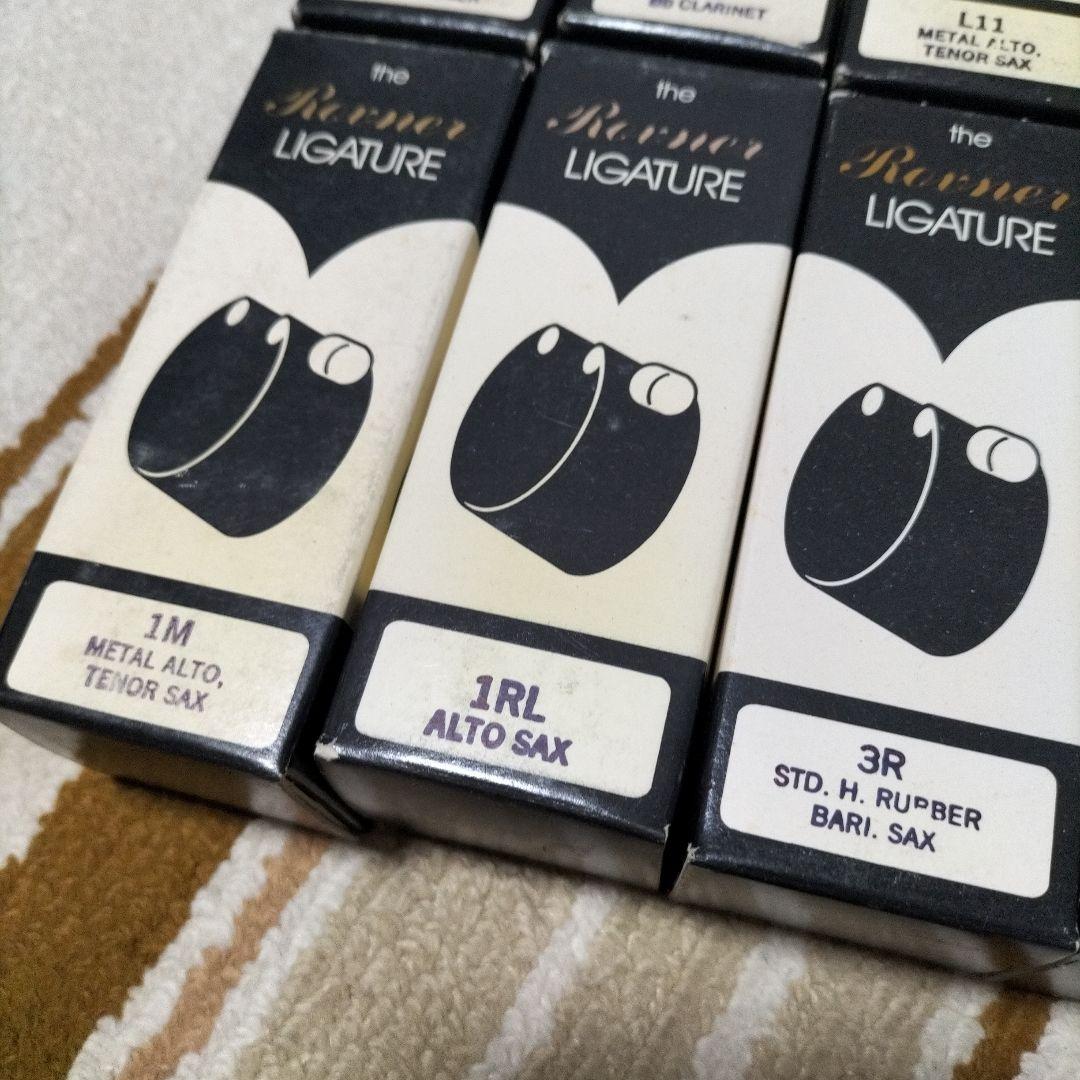 Bb CLARINET
L11
METAL ALTO,
TENOR SAX
the
Rovner
LIGATURE
1M
METAL ALTO,
TENOR SAX
the
Rovner
LIGATURE
1RL
ALTO SAX
the
Rovner
LIGATURE
3R
STD. H. RUBBER
BARI. SAX